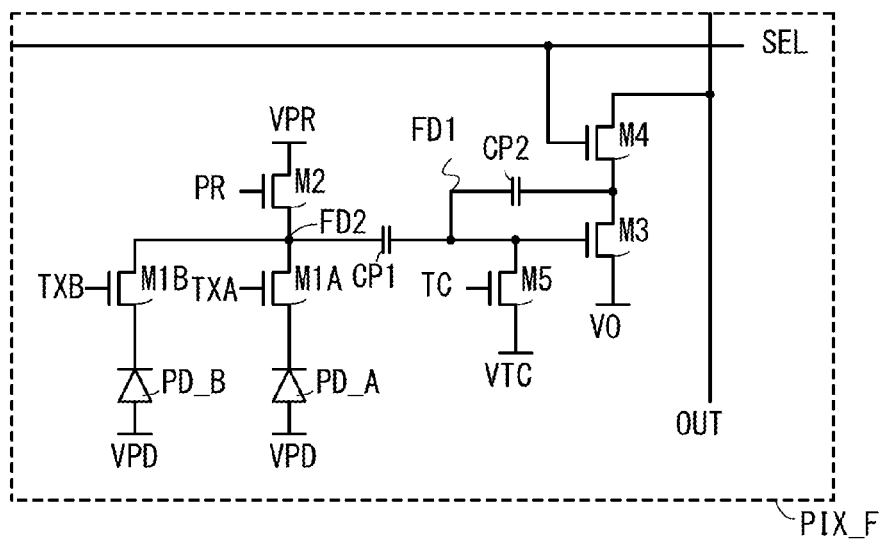 SEL
VPR
FD1
CP2
M4
PR
M2
FD2
M3
M1B
CP1
TXB
TXA
M1A
TC
M5
VO
PD_B
PD_A
VTC
OUT
VPD
VPD
PIX_F